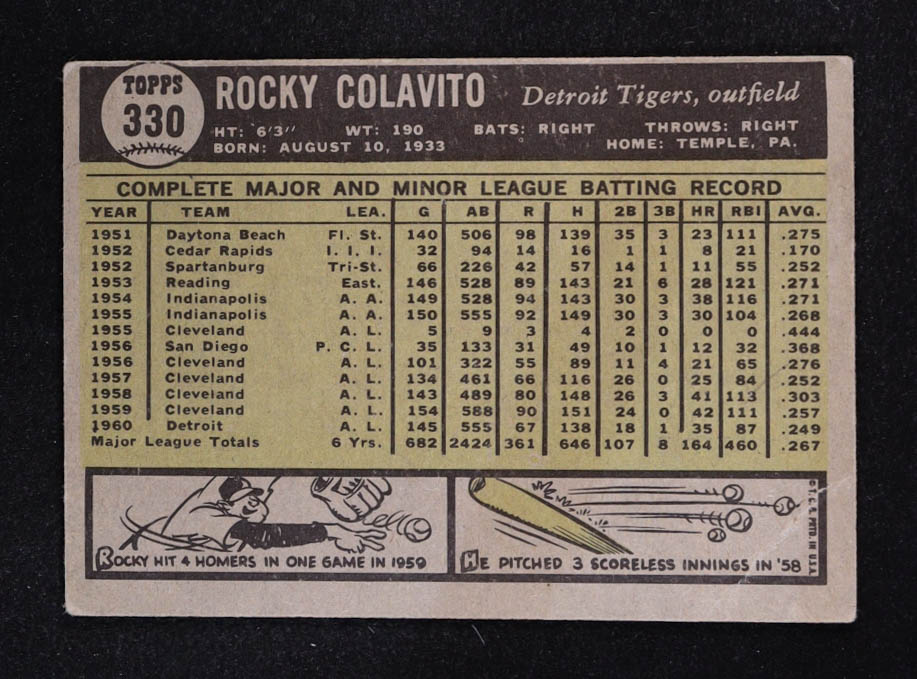 TOPPS
330
ROCKY COLAVITO Detroit Tigers, outfield
HT: 6'3" WT: 190 BATS: RIGHT THROWS: RIGHT
BORN: AUGUST 10, 1933 HOME: TEMPLE, PA.
COMPLETE MAJOR AND MINOR LEAGUE BATTING RECORD
YEAR TEAM LEA. G AB R H 2B 3B HR RBI AVG.
1951 Daytona Beach Fl. St. 140 506 98 139 35 3 23 111 .275
1952 Cedar Rapids I. I. I. 32 94 14 16 1 1 8 21 .170
1952 Spartanburg Tri-St. 66 226 42 57 14 1 11 55 .252
1953 Reading East. 146 528 89 143 21 6 28 121 .271
1954 Indianapolis A. A. 149 528 94 143 30 3 38 116 .271
1955 Indianapolis A. A. 150 555 92 149 30 3 30 104 .268
1955 Cleveland A. L. 5 9 3 4 2 0 0 0 .444
1956 San Diego P. C. L. 35 133 31 49 10 1 12 32 .368
1956 Cleveland A. L. 101 322 55 89 11 4 21 65 .276
1957 Cleveland A. L. 134 461 66 116 26 0 25 84 .252
1958 Cleveland A. L. 143 489 80 148 26 3 41 113 .303
1959 Cleveland A. L. 154 588 90 151 24 0 42 111 .257
1960 Detroit A. L. 145 555 67 138 18 1 35 87 .249
Major League Totals 6 Yrs. 682 2424 361 646 107 8 164 460 .267
ROCKY HIT 4 HOMERS IN ONE GAME IN 1959
HE PITCHED 3 SCORELESS INNINGS IN '58
© T. C. G. PRTD. IN U.S.A.